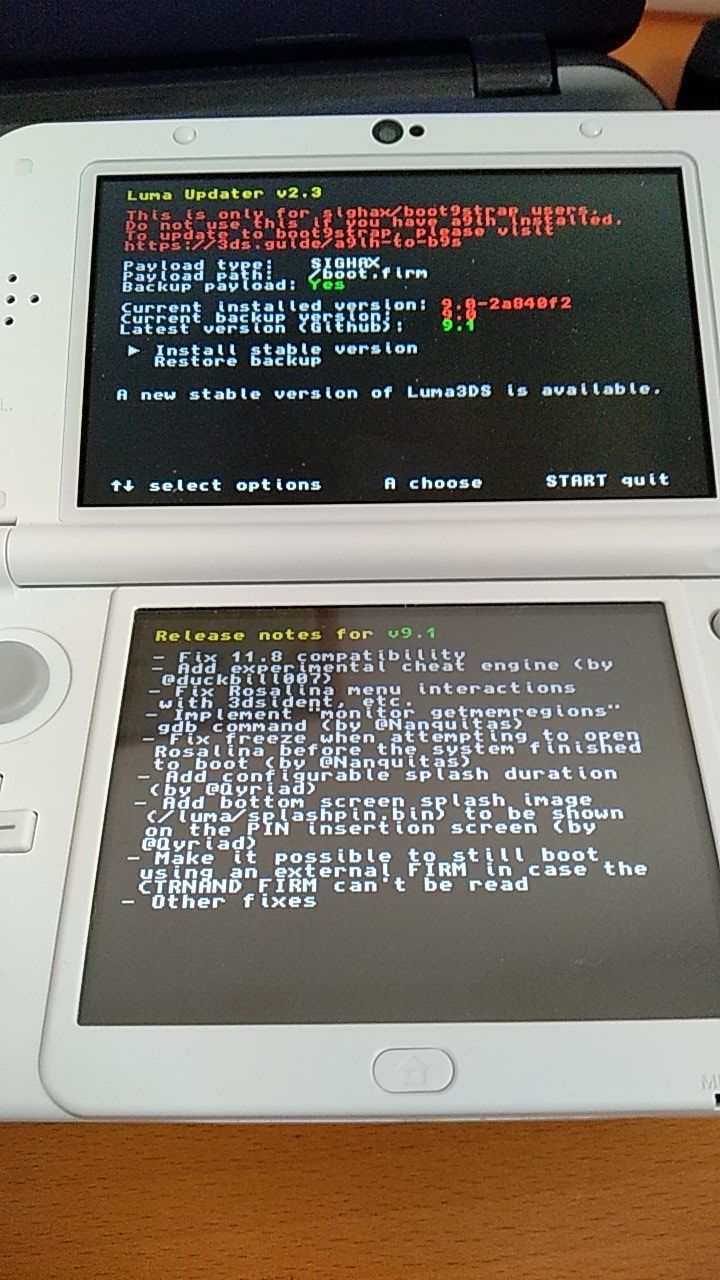 Luma Updater v2.3
This is only for sighax/boot9strap users.
Do not use this if you have a9lh installed.
To update to boot9strap, please visit
https://3ds.guide/a9lh-to-b9s
Payload type: SIGHAX
Payload path: /boot.firm
Backup payload: Yes
Current installed version: 9.0-2a840f2
Current backup version: 9.0
Latest version (Github): 9.1
► Install stable version
Restore backup
A new stable version of Luma3DS is available.
↑↓ select options A choose START quit
Release notes for v9.1
- Fix 11.8 compatibility
- Add experimental cheat engine (by
@duckbill007)
- Fix Rosalina menu interactions
with 3dsident, etc.
- Implement "monitor getmemregions"
gdb command (by @Nanquitas)
- Fix freeze when attempting to open
Rosalina before the system finished
to boot (by @Nanquitas)
- Add configurable splash duration
(by @Qyriad)
- Add bottom screen splash image
(/luma/splashpin.bin) to be shown
on the PIN insertion screen (by
@Qyriad)
- Make it possible to still boot
using an external FIRM in case the
CTRNAND FIRM can't be read
- Other fixes